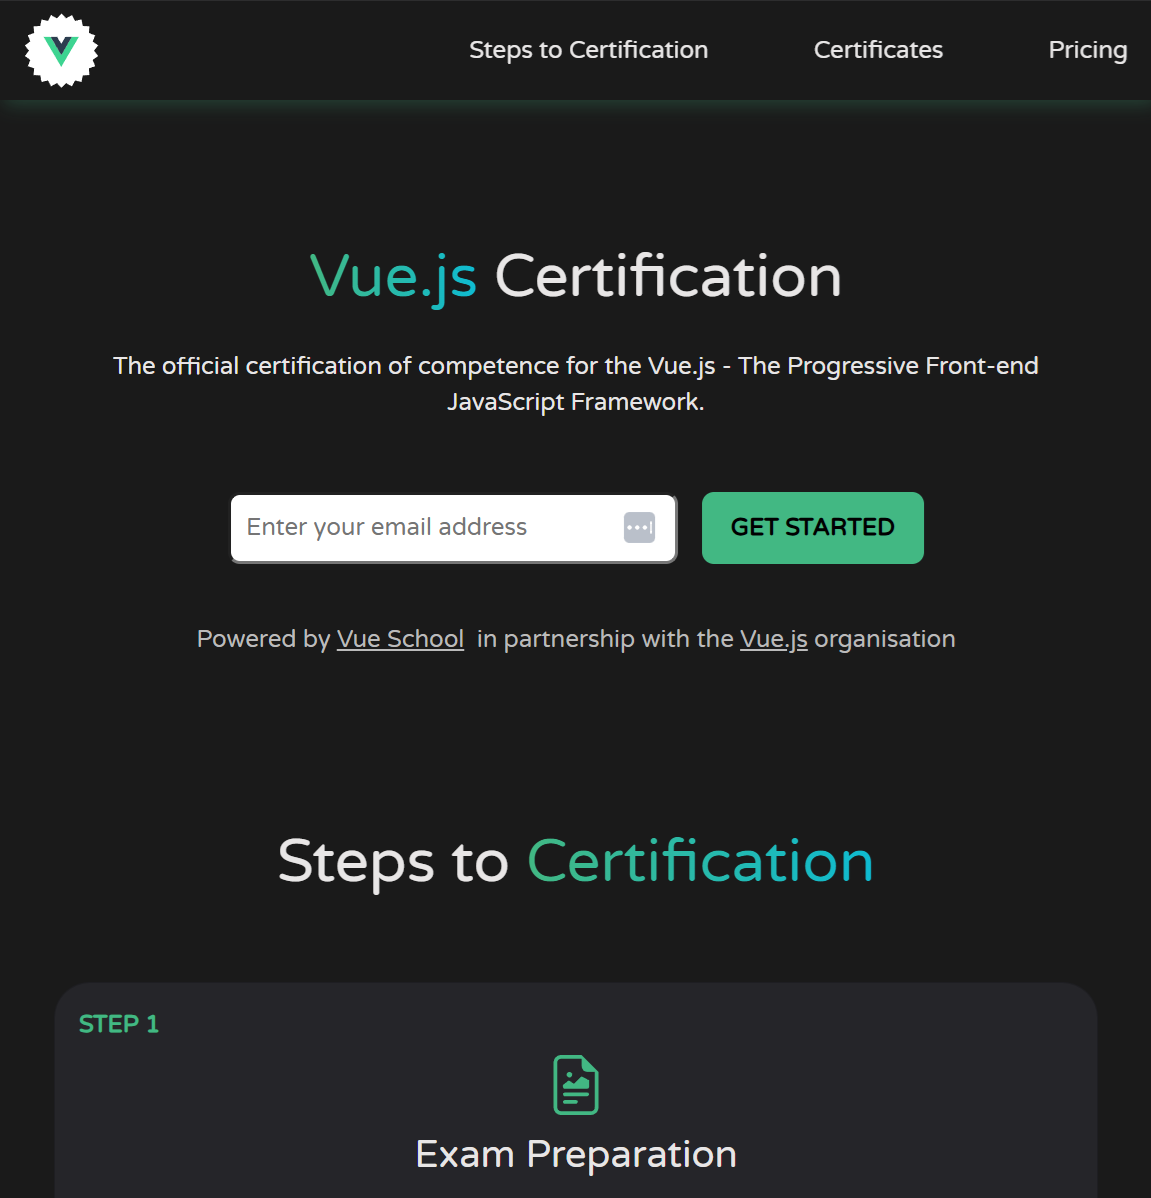 Steps to Certification
Certificates
Pricing
Vue.js Certification
The official certification of competence for the Vue.js - The Progressive Front-end
JavaScript Framework.
Enter your email address
GET STARTED
Powered by Vue School in partnership with the Vue.js organisation
Steps to Certification
STEP 1
Exam Preparation